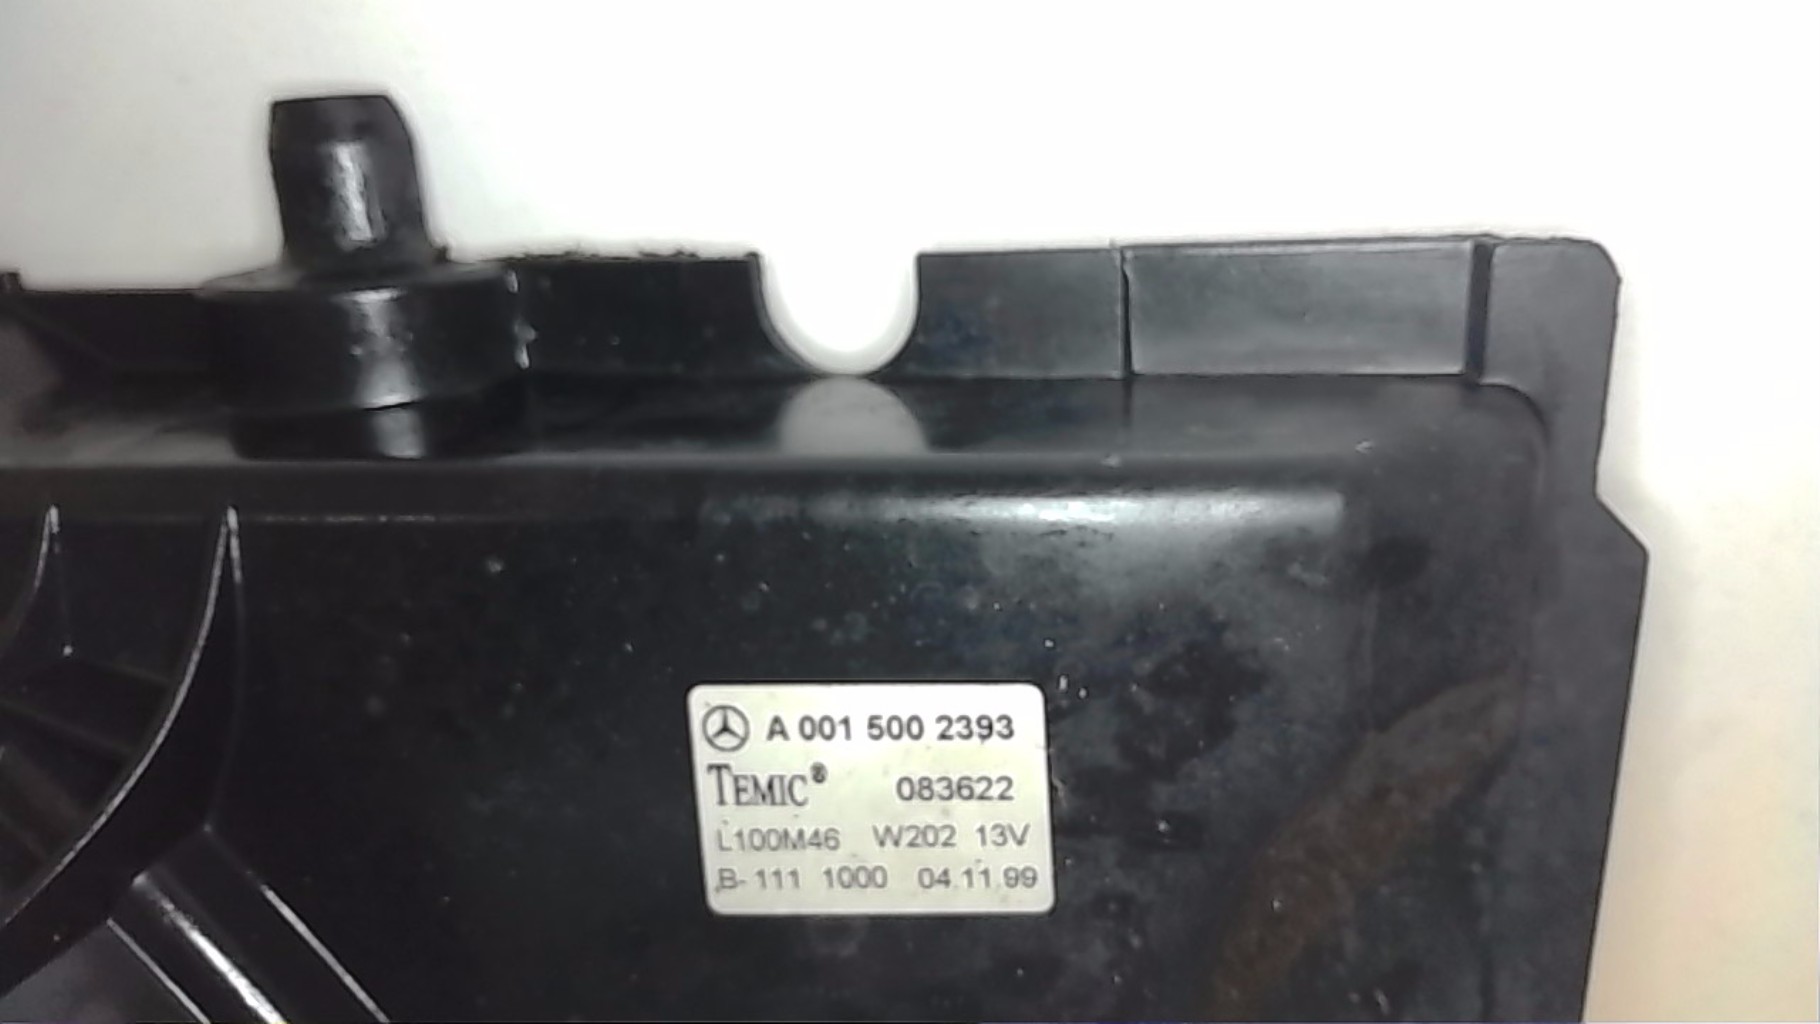 A 001 500 2393
TEMIC® 083622
L100M46 W202 13V
B-111 1000 04.11.99